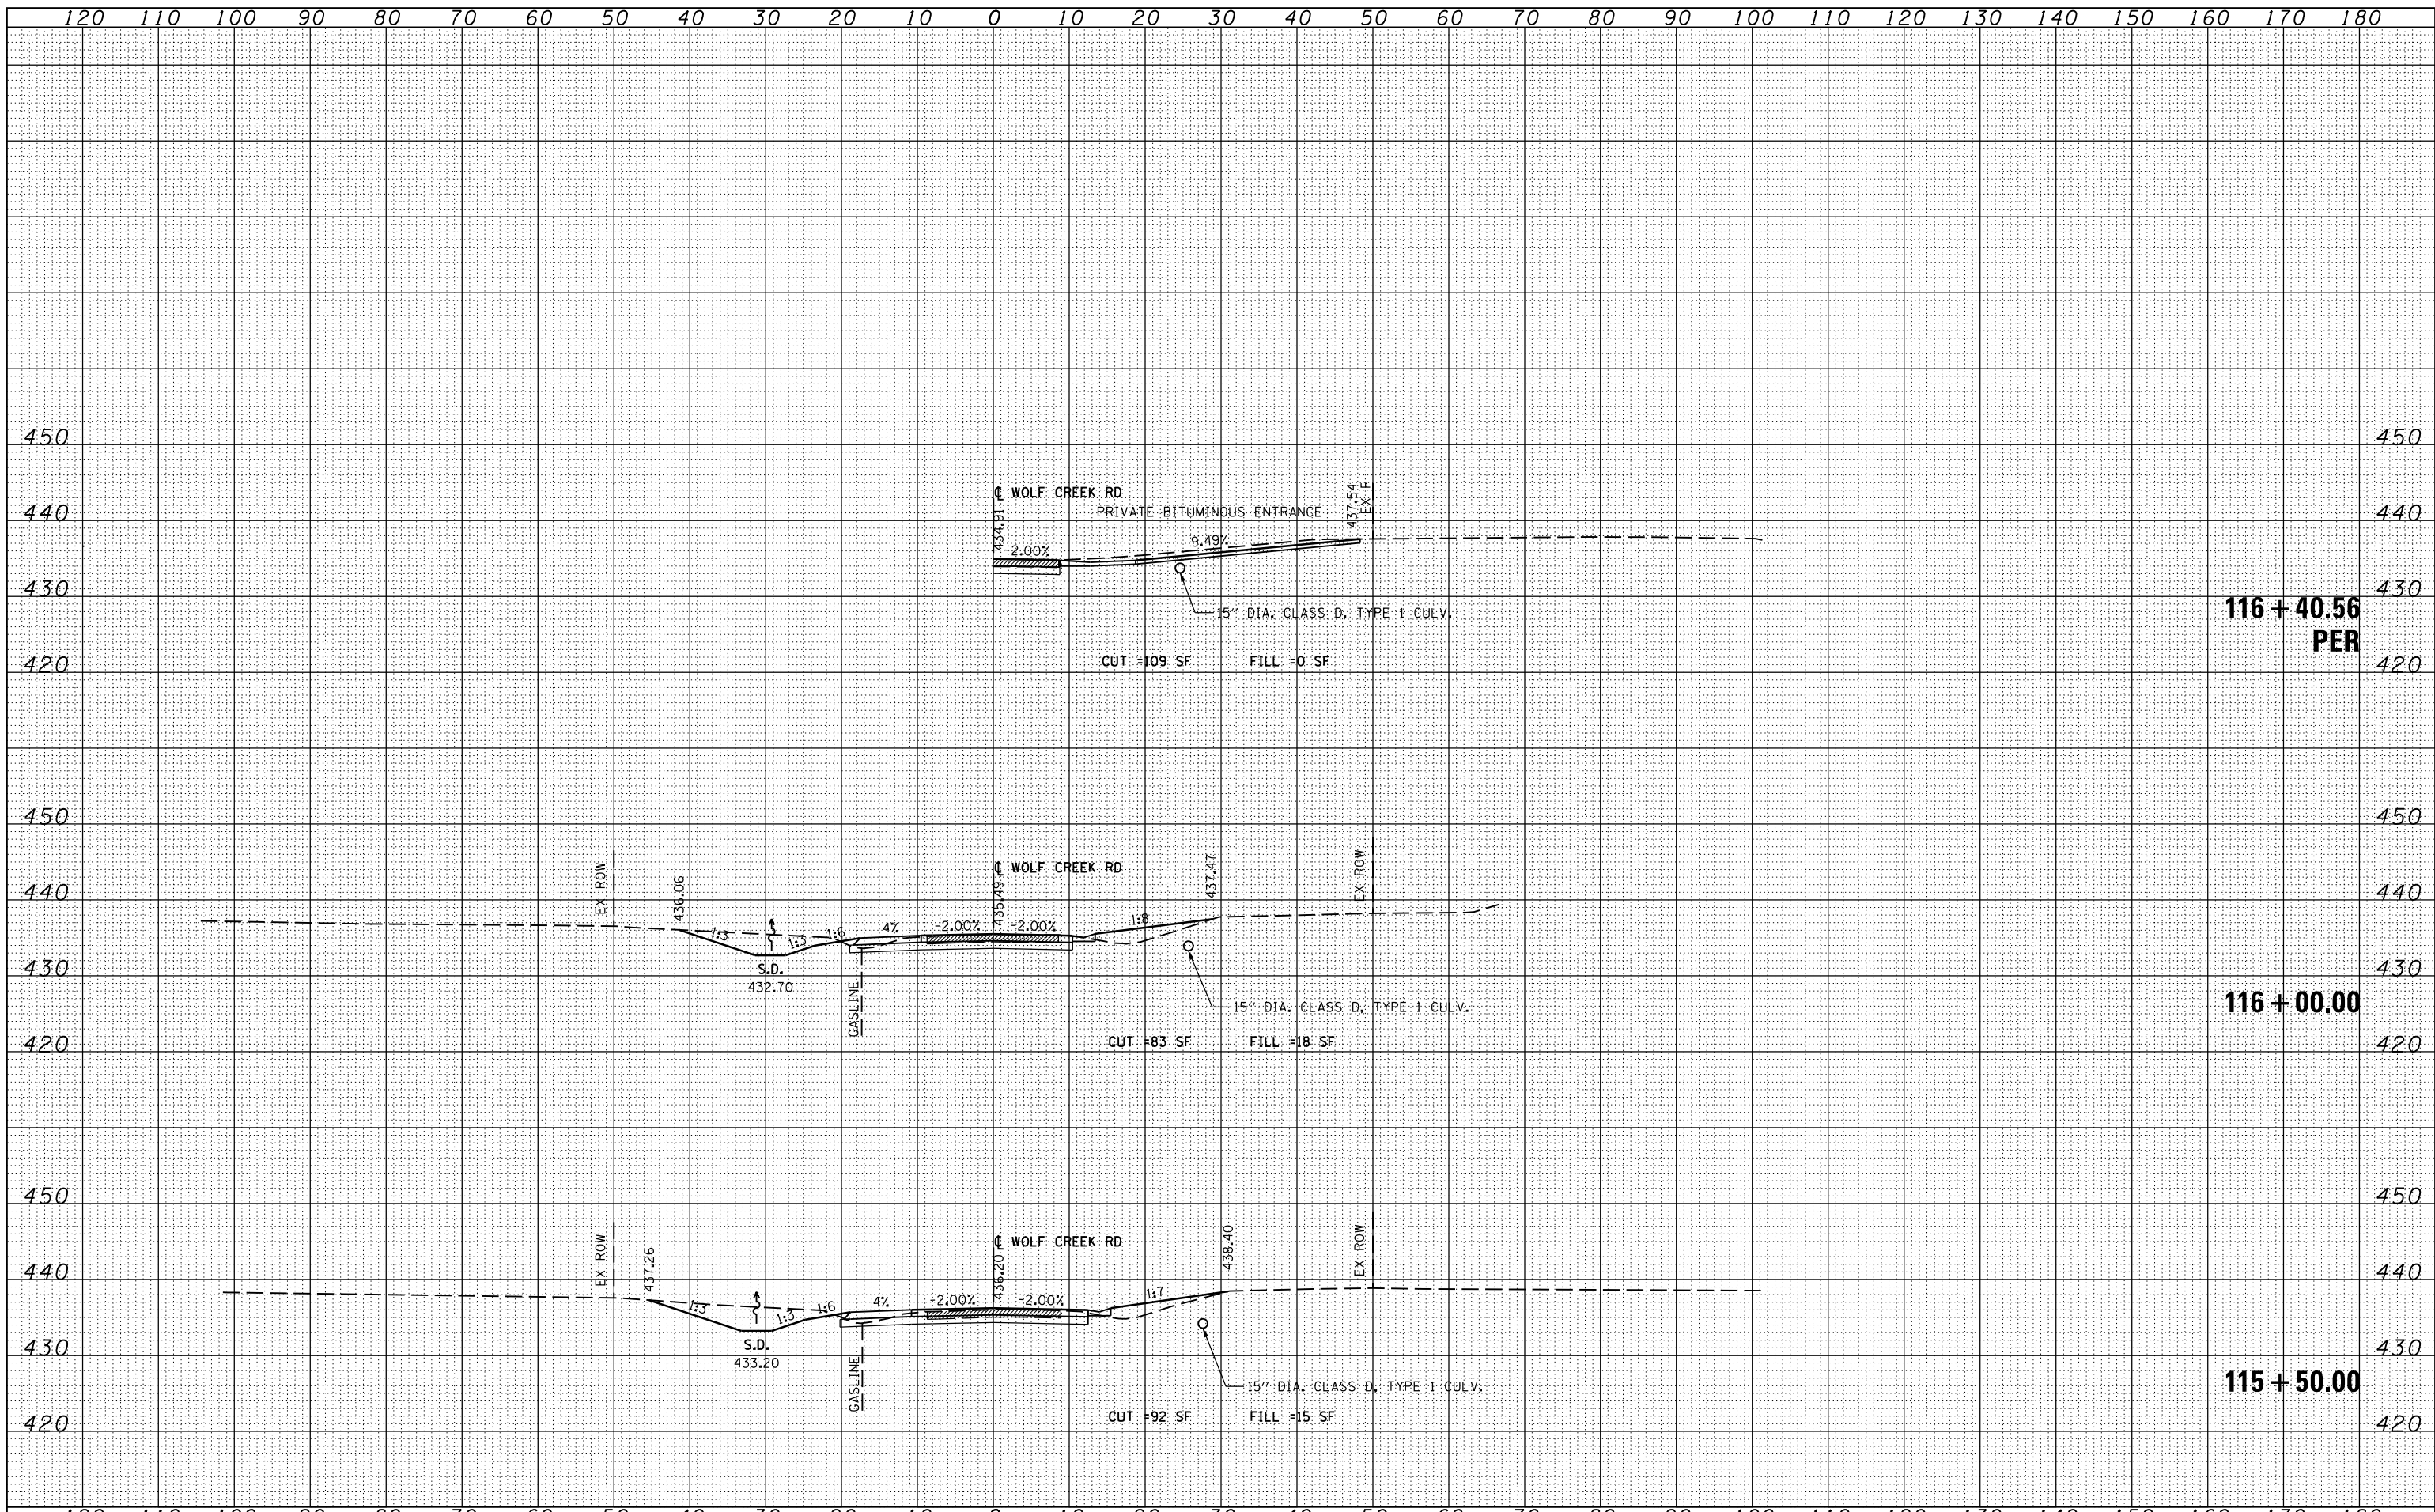 120 110 100 90 80 70 60 50 40 30 20 10 0 10 20 30 40 50 60 70 80 90 100 110 120 130 140 150 160 170 180
450 450
℄ WOLF CREEK RD
437.54
EX F
440 440
PRIVATE BITUMINOUS ENTRANCE
434.91
-2.00%
9.49%
430 430
15" DIA. CLASS D, TYPE 1 CULV.
116+40.56
PER
CUT =109 SF FILL =0 SF
420 420
450 450
EX ROW
436.06
℄ WOLF CREEK RD
435.49
437.47
EX ROW
440 440
1:3 1:3 1:6 4% -2.00% -2.00% 1:8
430 430
S.D.
432.70
GASLINE
15" DIA. CLASS D, TYPE 1 CULV.
116+00.00
CUT =83 SF FILL =18 SF
420 420
450 450
EX ROW
437.26
℄ WOLF CREEK RD
436.20
438.40
EX ROW
440 440
1:3 1:3 1:6 4% -2.00% -2.00% 1:7
S.D.
433.20
430 430
GASLINE
15" DIA. CLASS D, TYPE 1 CULV.
115+50.00
CUT =92 SF FILL =15 SF
420 420